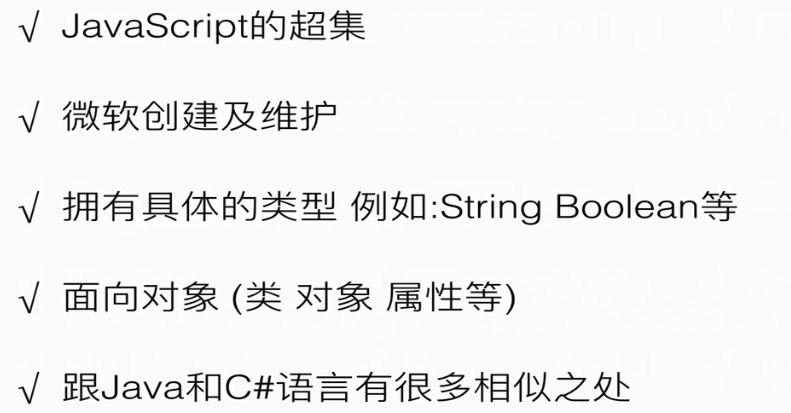 √ JavaScript的超集
√ 微软创建及维护
√ 拥有具体的类型 例如:String Boolean等
√ 面向对象 (类 对象 属性等)
√ 跟Java和C#语言有很多相似之处